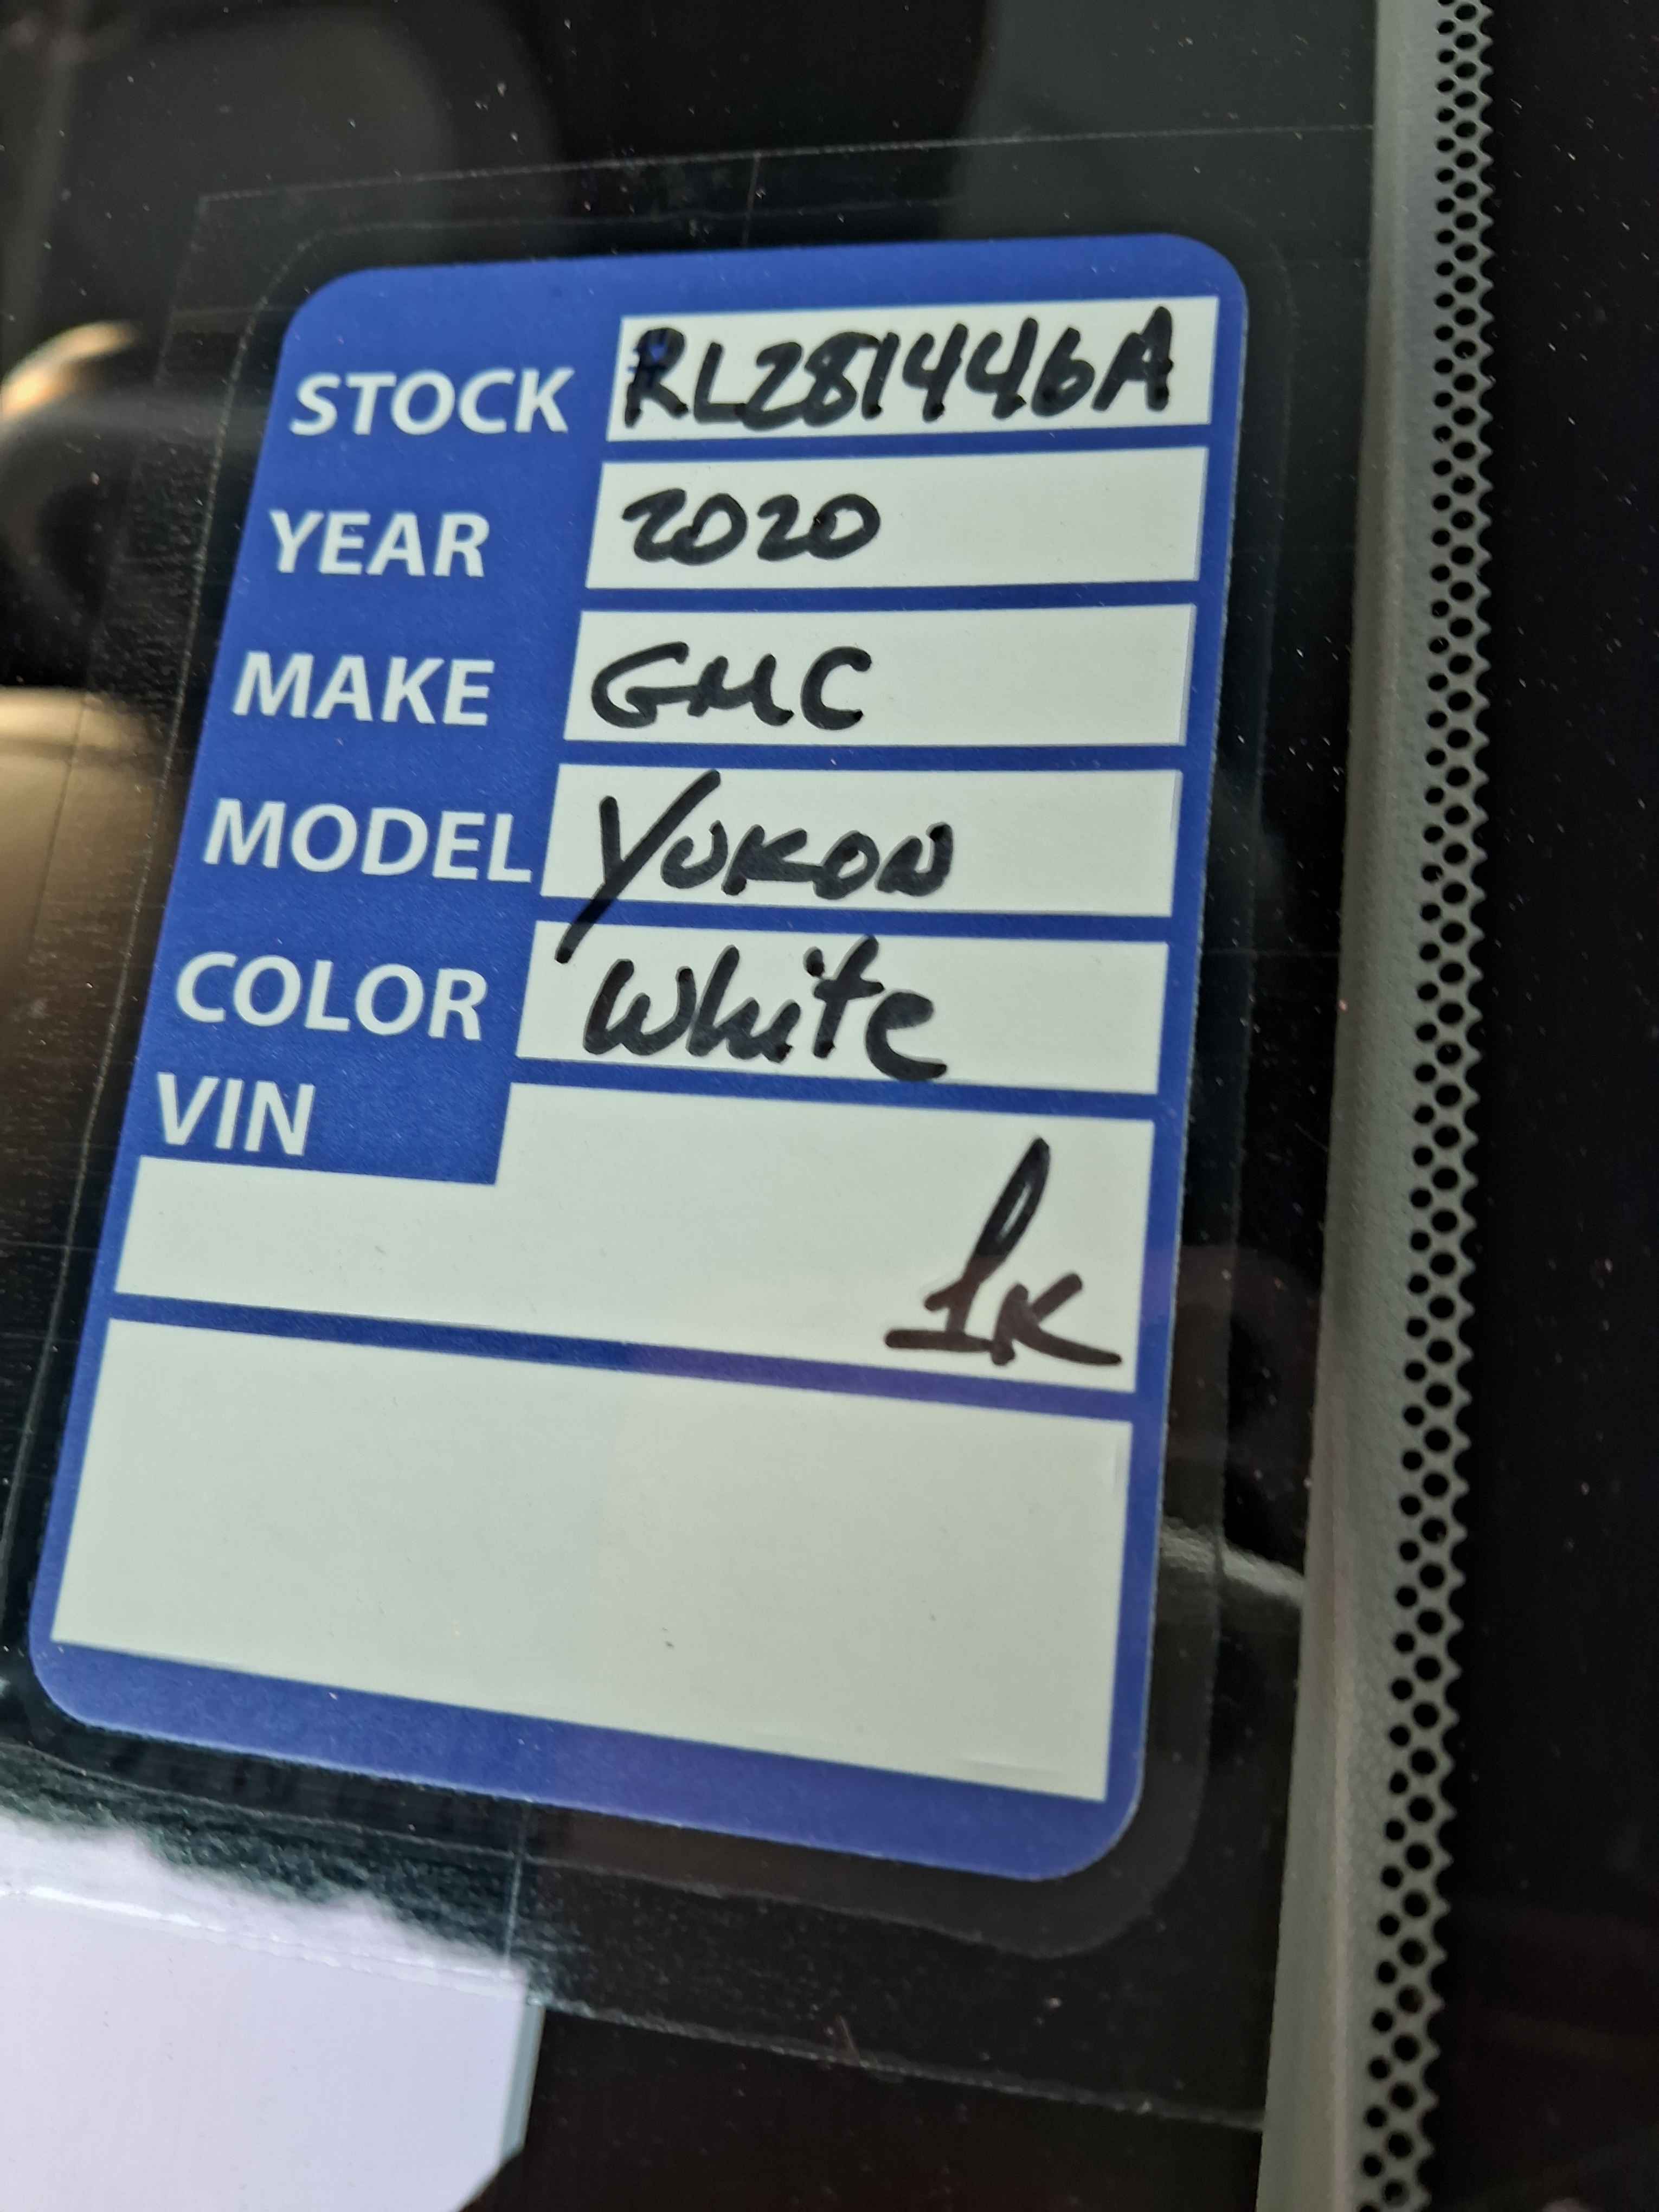 STOCK RL281446A
YEAR 2020
MAKE GMC
MODEL YUKON
COLOR White
VIN
1K